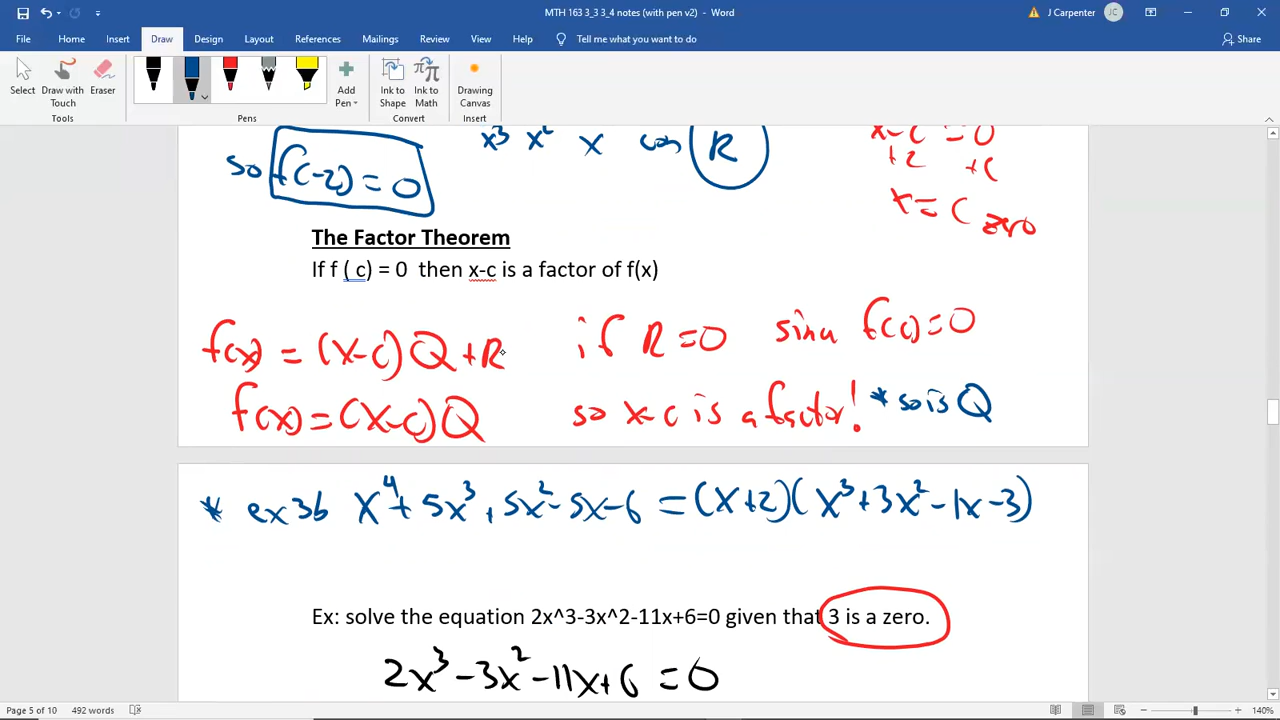 MTH 163 3_3 3_4 notes (with pen v2) - Word
J Carpenter JC
File Home Insert Draw Design Layout References Mailings Review View Help Tell me what you want to do Share
Select Draw with Touch Eraser Add Pen Ink to Shape Ink to Math Drawing Canvas
Tools Pens Convert Insert
x³ x² x con R
x-c =0
so f(-2) = 0
+c
x = c zero
The Factor Theorem
If f ( c) = 0 then x-c is a factor of f(x)
f(x) = (x-c) Q + R if R = 0 sinu f(c) = 0
f(x) = (x-c) Q so x-c is a factor! * so is Q
* ex 3b x⁴ + 5x³ + 5x² - 5x - 6 = (x+2)(x³ + 3x² - 1x - 3)
Ex: solve the equation 2x^3-3x^2-11x+6=0 given that 3 is a zero.
2x³ - 3x² - 11x + 6 = 0
Page 5 of 10 492 words 140%